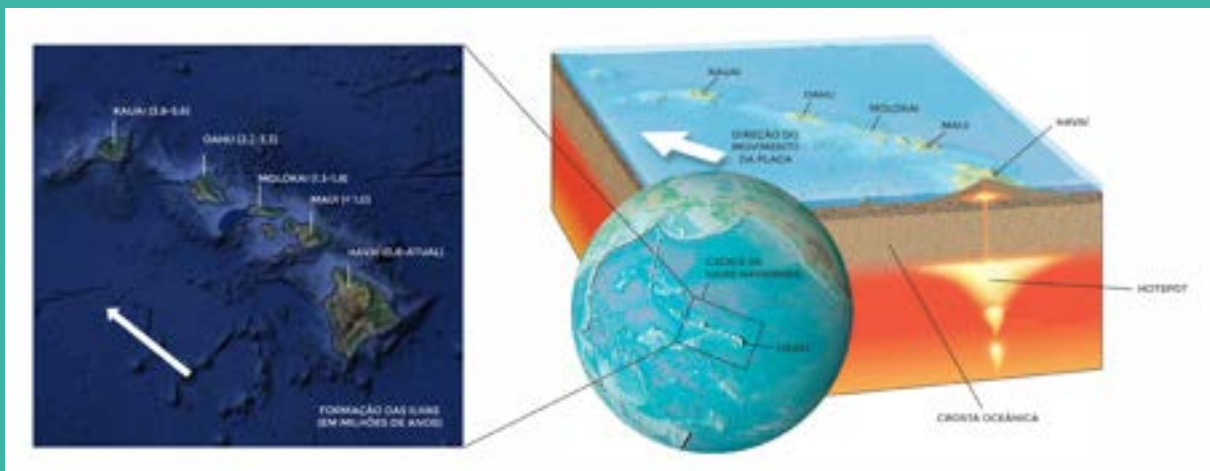 KAUAI (3,8-5,6)
OAHU (2,2-3,3)
MOLOKAI (1,3-1,8)
MAUI (< 1,0)
HAVAÍ (0,8-ATUAL)
FORMAÇÃO DAS ILHAS
(EM MILHÕES DE ANOS)
KAUAI
OAHU
MOLOKAI
MAUI
HAVAÍ
DIREÇÃO DO
MOVIMENTO
DA PLACA
CADEIA DE
ILHAS HAVAIANAS
HAVAÍ
HOTSPOT
CROSTA OCEÂNICA